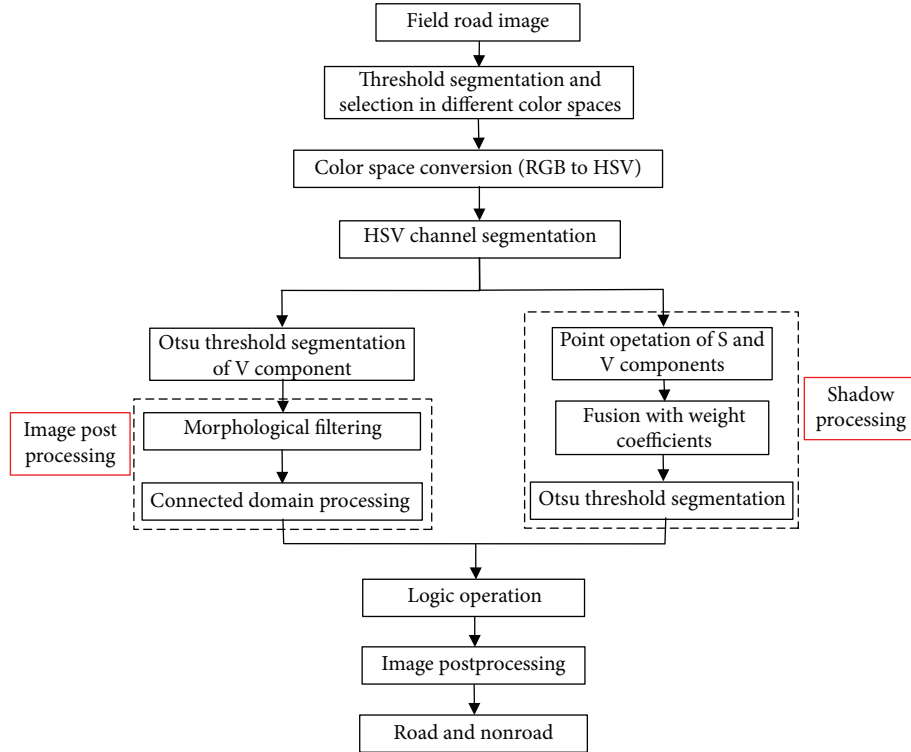 Field road image
Threshold segmentation and
selection in different color spaces
Color space conversion (RGB to HSV)
HSV channel segmentation
Otsu threshold segmentation
of V component
Point opetation of S and
V components
Image post
processing
Morphological filtering
Connected domain processing
Fusion with weight
coefficients
Otsu threshold segmentation
Shadow
processing
Logic operation
Image postprocessing
Road and nonroad